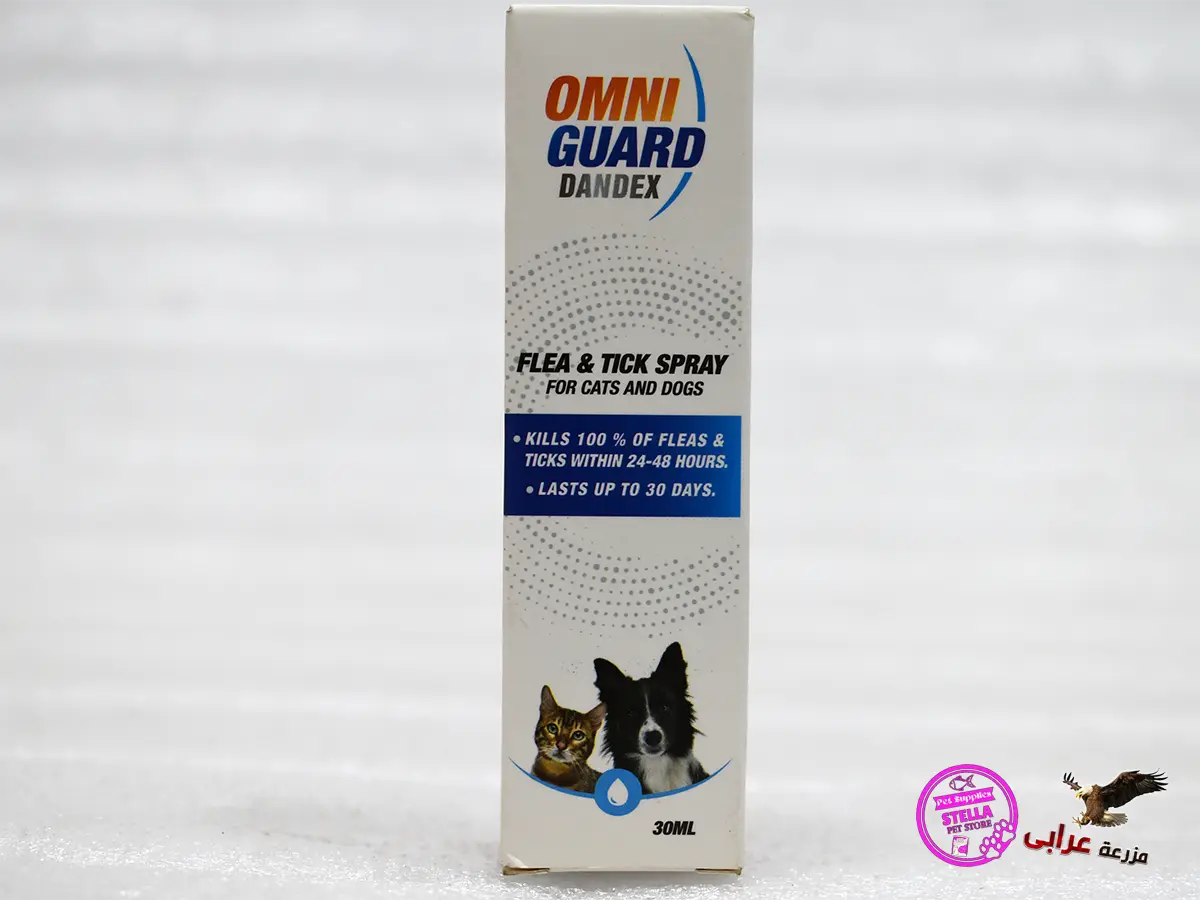 OMNI
GUARD
DANDEX
FLEA & TICK SPRAY
FOR CATS AND DOGS
• KILLS 100 % OF FLEAS &
TICKS WITHIN 24-48 HOURS.
• LASTS UP TO 30 DAYS.
30ML
Pet Supplies
STELLA
PET STORE
مزرعة عرابى